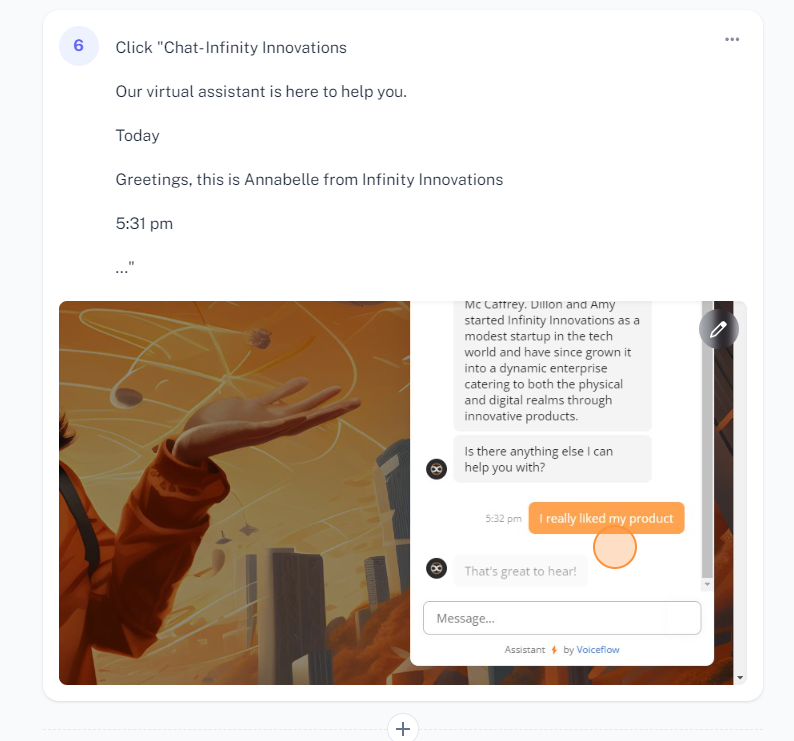 6
Click "Chat-Infinity Innovations
Our virtual assistant is here to help you.
Today
Greetings, this is Annabelle from Infinity Innovations
5:31 pm
..."
Mc Caffrey. Dillon and Amy
started Infinity Innovations as a
modest startup in the tech
world and have since grown it
into a dynamic enterprise
catering to both the physical
and digital realms through
innovative products.
Is there anything else I can
help you with?
5:32 pm
I really liked my product
That's great to hear!
Message...
Assistant by Voiceflow